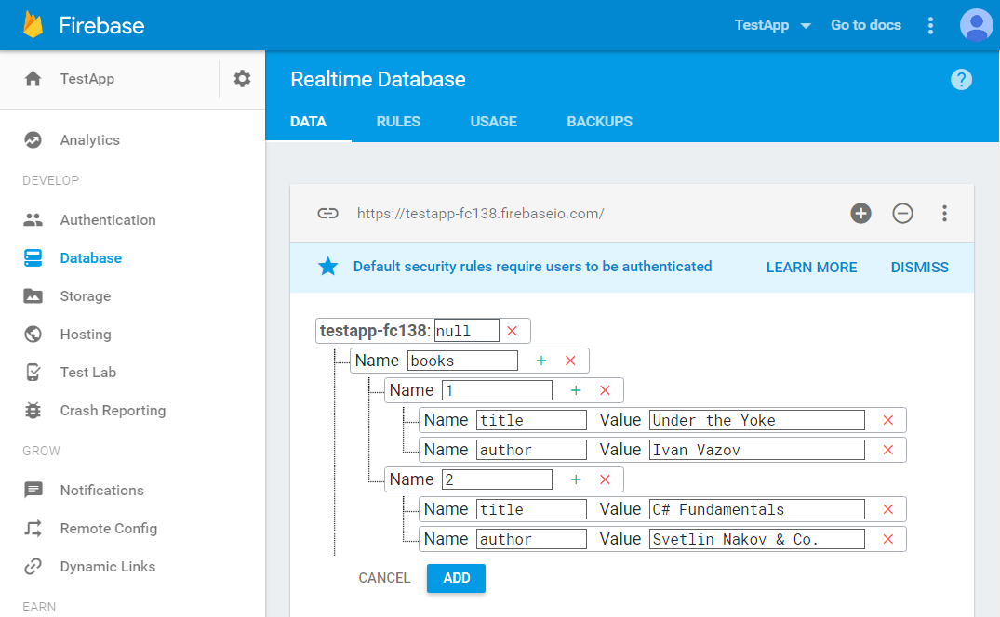 Firebase
TestApp
Go to docs
TestApp
Realtime Database
?
DATA
RULES
USAGE
BACKUPS
Analytics
DEVELOP
Authentication
Database
Storage
Hosting
Test Lab
Crash Reporting
GROW
Notifications
Remote Config
Dynamic Links
EARN
https://testapp-fc138.firebaseio.com/
Default security rules require users to be authenticated
LEARN MORE
DISMISS
testapp-fc138: null
Name books
Name 1
Name title Value Under the Yoke
Name author Value Ivan Vazov
Name 2
Name title Value C# Fundamentals
Name author Value Svetlin Nakov & Co.
CANCEL
ADD